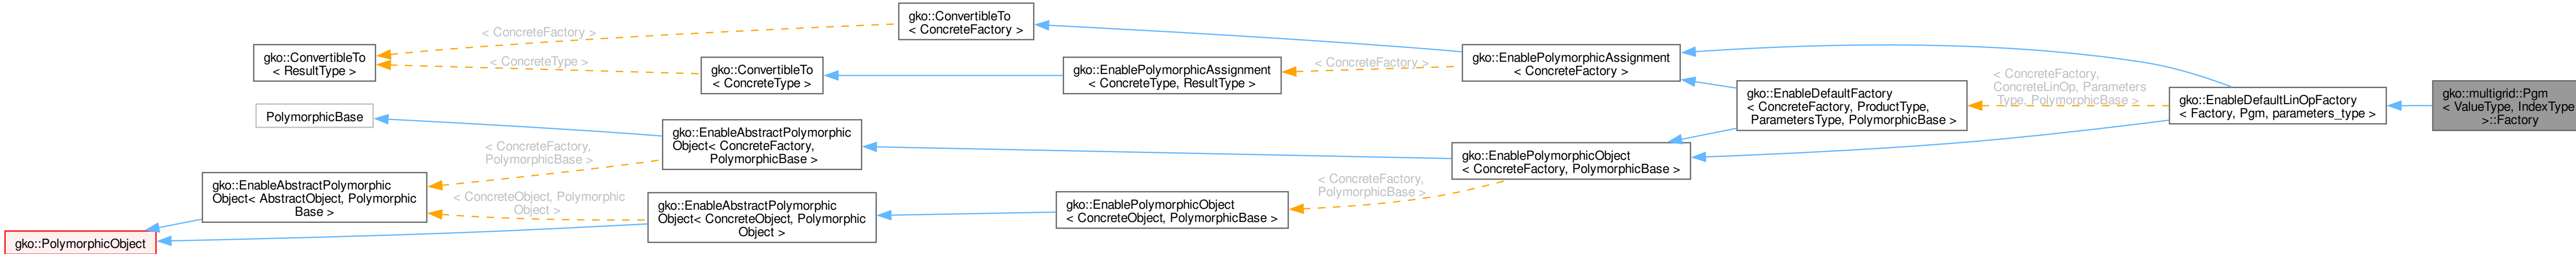 gko::ConvertibleTo
< ResultType >
PolymorphicBase
gko::EnableAbstractPolymorphic
Object< AbstractObject, Polymorphic
Base >
gko::PolymorphicObject
< ConcreteFactory >
< ConcreteType >
< ConcreteFactory,
PolymorphicBase >
< ConcreteObject, Polymorphic
Object >
gko::ConvertibleTo
< ConcreteFactory >
gko::ConvertibleTo
< ConcreteType >
gko::EnableAbstractPolymorphic
Object< ConcreteFactory,
PolymorphicBase >
gko::EnableAbstractPolymorphic
Object< ConcreteObject, Polymorphic
Object >
gko::EnablePolymorphicAssignment
< ConcreteType, ResultType >
gko::EnablePolymorphicObject
< ConcreteObject, PolymorphicBase >
< ConcreteFactory >
< ConcreteFactory,
PolymorphicBase >
gko::EnablePolymorphicAssignment
< ConcreteFactory >
gko::EnablePolymorphicObject
< ConcreteFactory, PolymorphicBase >
gko::EnableDefaultFactory
< ConcreteFactory, ProductType,
ParametersType, PolymorphicBase >
< ConcreteFactory,
ConcreteLinOp, Parameters
Type, PolymorphicBase >
gko::EnableDefaultLinOpFactory
< Factory, Pgm, parameters_type >
gko::multigrid::Pgm
< ValueType, IndexType
>::Factory